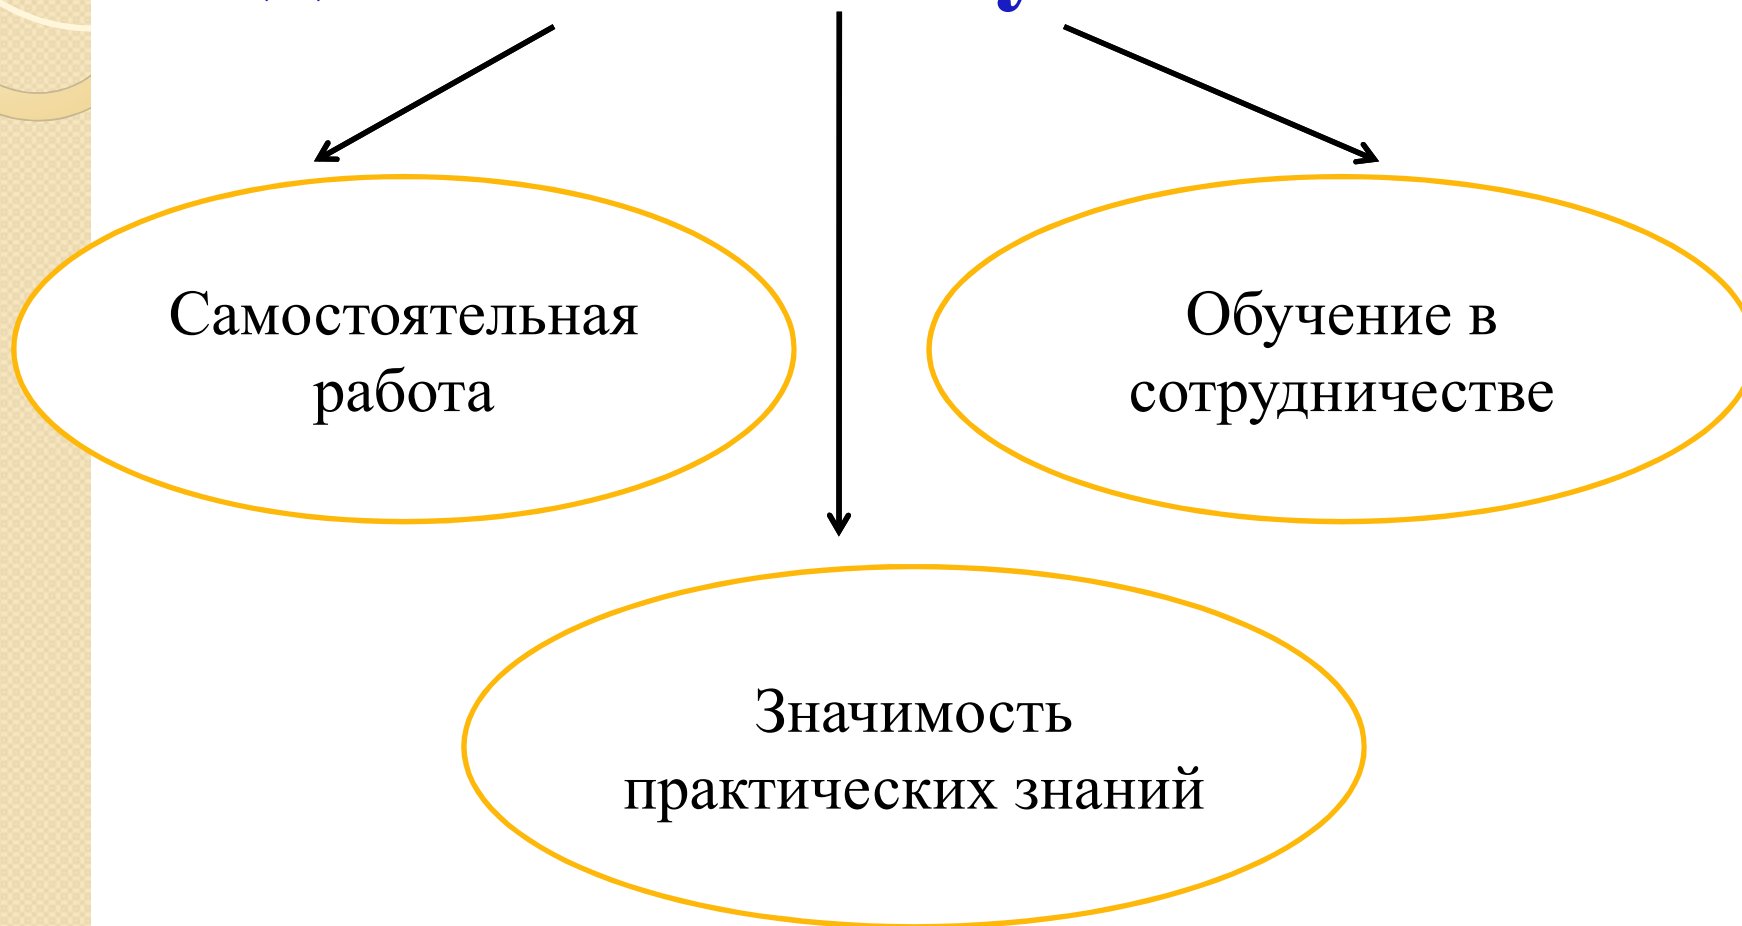 Самостоятельная
работа
Обучение в
сотрудничестве
Значимость
практических знаний